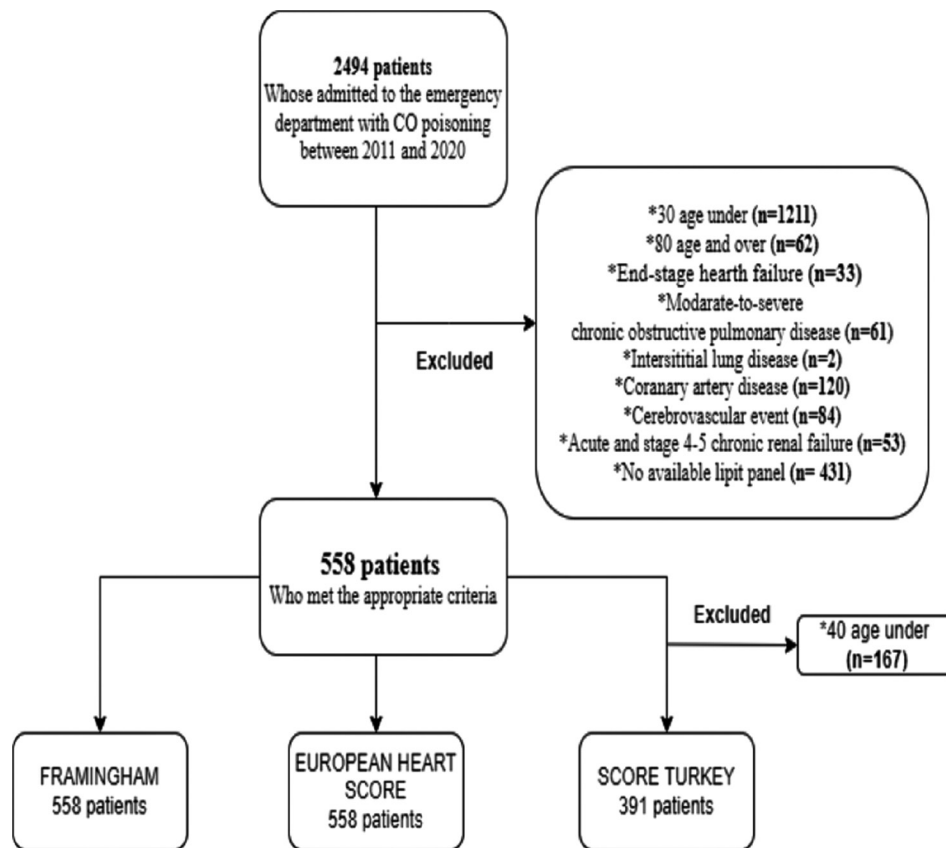 2494 patients
Whose admitted to the emergency
department with CO poisoning
between 2011 and 2020
*30 age under (n=1211)
*80 age and over (n=62)
*End-stage hearth failure (n=33)
*Modarate-to-severe
chronic obstructive pulmonary disease (n=61)
*Intersititial lung disease (n=2)
*Coranary artery disease (n=120)
*Cerebrovascular event (n=84)
*Acute and stage 4-5 chronic renal failure (n=53)
*No available lipit panel (n= 431)
Excluded
558 patients
Who met the appropriate criteria
Excluded
*40 age under
(n=167)
FRAMINGHAM
558 patients
EUROPEAN HEART
SCORE
558 patients
SCORE TURKEY
391 patients